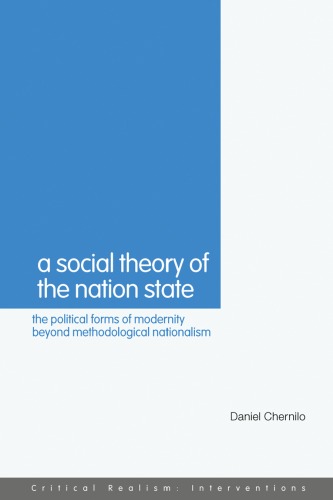 a social theory of
the nation state
the political forms of modernity
beyond methodological nationalism
Daniel Chernilo
Critical Realism: Interventions